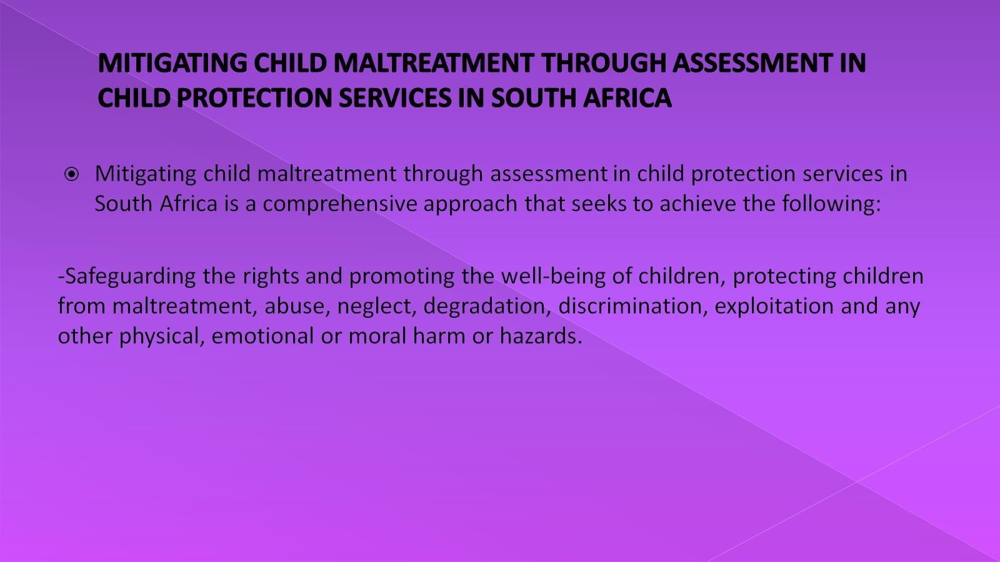 MITIGATING CHILD MALTREATMENT THROUGH ASSESSMENT IN
CHILD PROTECTION SERVICES IN SOUTH AFRICA
Mitigating child maltreatment through assessment in child protection services in
South Africa is a comprehensive approach that seeks to achieve the following:
-Safeguarding the rights and promoting the well-being of children, protecting children
from maltreatment, abuse, neglect, degradation, discrimination, exploitation and any
other physical, emotional or moral harm or hazards.